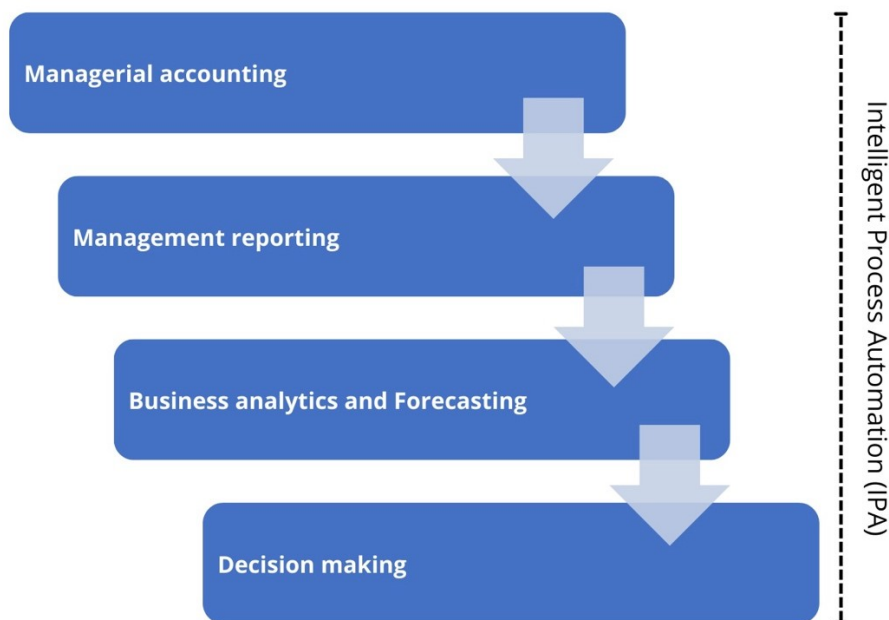 Managerial accounting
Management reporting
Business analytics and Forecasting
Decision making
Intelligent Process Automation (IPA)